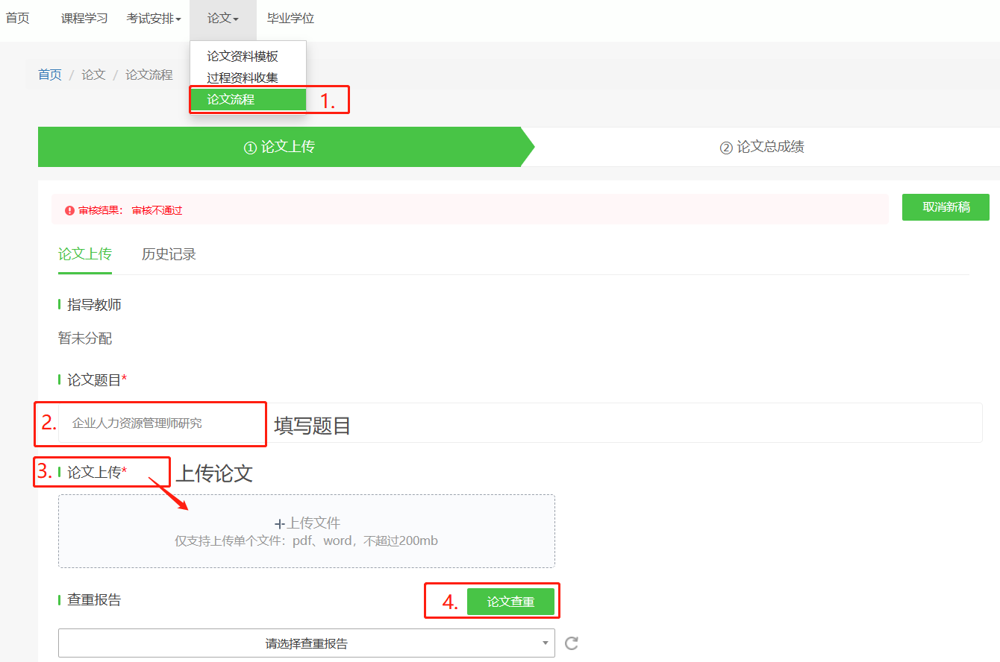 首页 课程学习 考试安排 论文 毕业学位
论文资料模板
首页 / 论文 / 论文流程
过程资料收集
论文流程 1.
① 论文上传 ② 论文总成绩
审核结果： 审核不通过 取消新稿
论文上传 历史记录
指导教师
暂未分配
论文题目*
2. 企业人力资源管理师研究 填写题目
3. 论文上传* 上传论文
+上传文件
仅支持上传单个文件：pdf、word，不超过200mb
查重报告 4. 论文查重
请选择查重报告